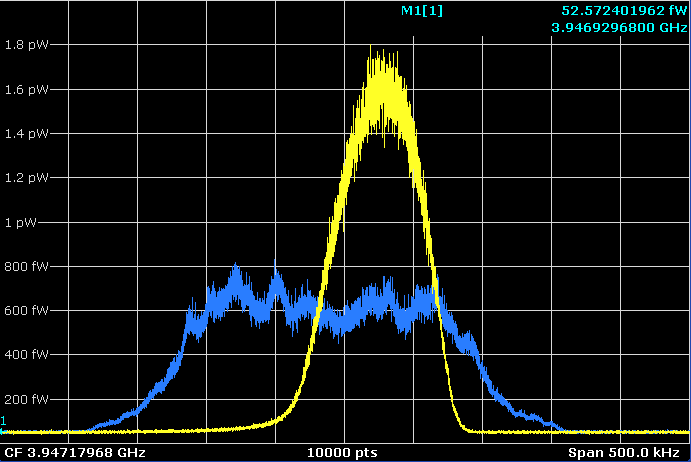 M1[1] 52.572401962 fW
3.9469296800 GHz
1.8 pW
1.6 pW
1.4 pW
1.2 pW
1 pW
800 fW
600 fW
400 fW
200 fW
1
CF 3.94717968 GHz 10000 pts Span 500.0 kHz